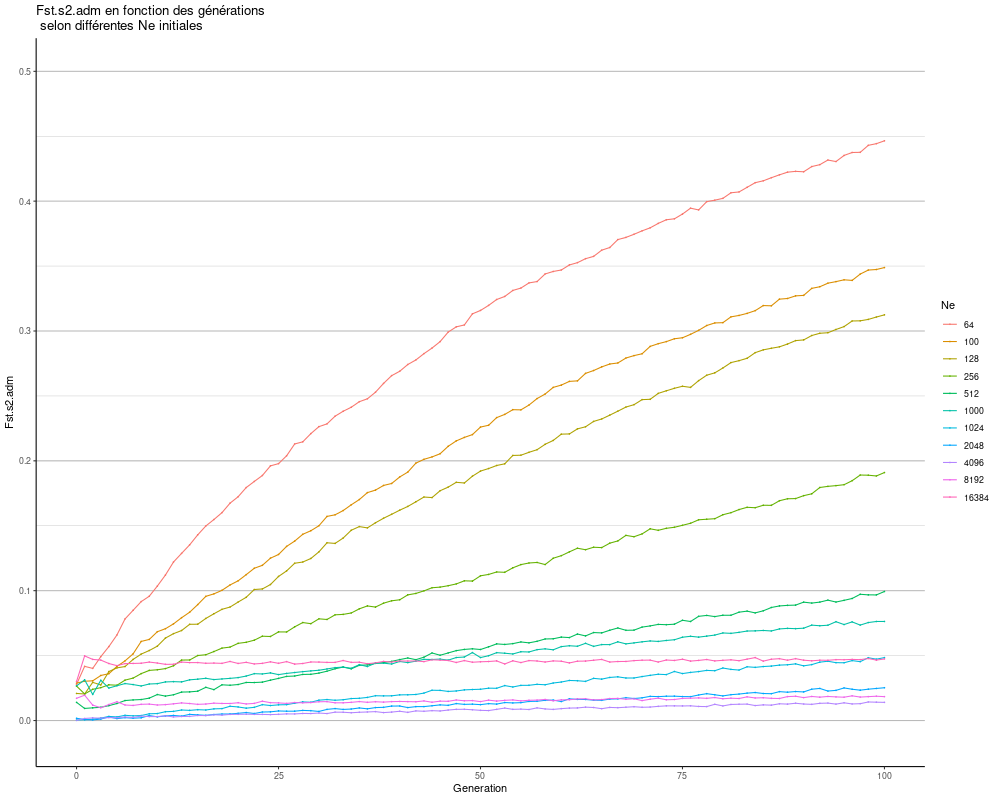 Fst.s2.adm en fonction des générations
selon différentes Ne initiales
0.5
0.4
0.3
0.2
0.1
0.0
Fst.s2.adm
0 25 50 75 100
Generation
Ne
64
100
128
256
512
1000
1024
2048
4096
8192
16384